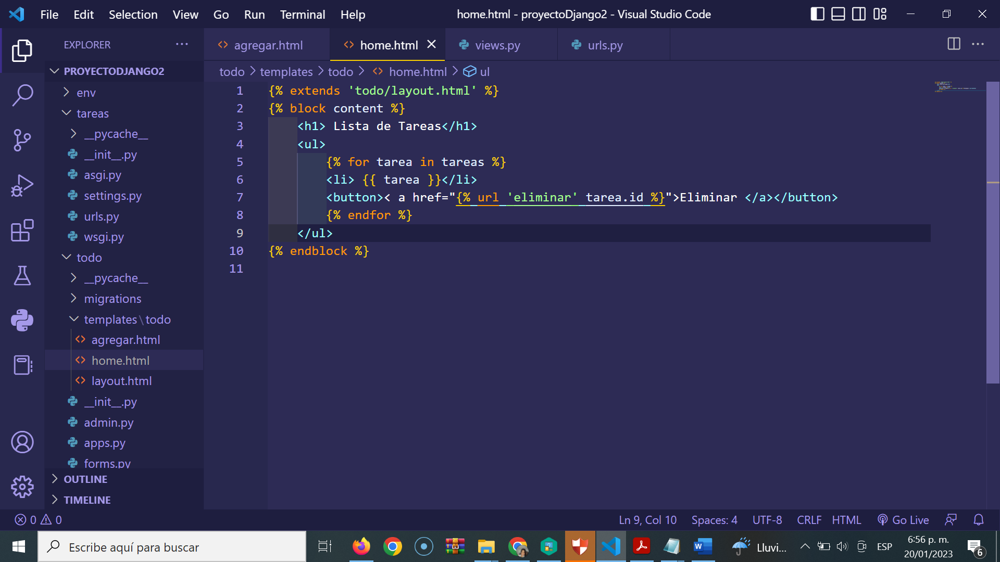 File Edit Selection View Go Run Terminal Help
home.html - proyectoDjango2 - Visual Studio Code
EXPLORER
PROYECTODJANGO2
env
tareas
__pycache__
__init__.py
asgi.py
settings.py
urls.py
wsgi.py
todo
__pycache__
migrations
templates\todo
agregar.html
home.html
layout.html
__init__.py
admin.py
apps.py
forms.py
OUTLINE
TIMELINE
agregar.html
home.html
views.py
urls.py
todo > templates > todo > home.html > ul
1 {% extends 'todo/layout.html' %}
2 {% block content %}
3 <h1> Lista de Tareas</h1>
4 <ul>
5 {% for tarea in tareas %}
6 <li> {{ tarea }}</li>
7 <button>< a href="{% url 'eliminar' tarea.id %}">Eliminar </a></button>
8 {% endfor %}
9 </ul>
10 {% endblock %}
11
0 0
Ln 9, Col 10 Spaces: 4 UTF-8 CRLF HTML Go Live
Escribe aquí para buscar
W
Lluvi...
ESP
6:56 p. m.
20/01/2023
6